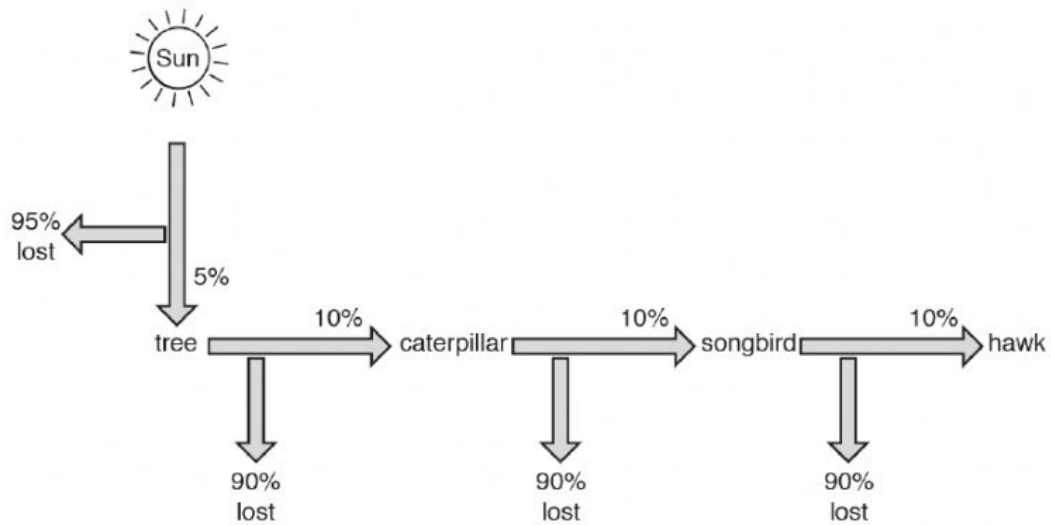 Sun
95%
lost
5%
tree
10%
caterpillar
10%
songbird
10%
hawk
90%
lost
90%
lost
90%
lost